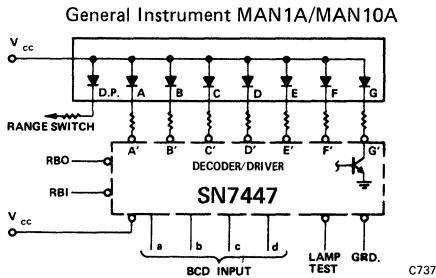 General Instrument MAN1A/MAN10A
Vcc
D.P. A B C D E F G
RANGE SWITCH
A' B' C' D' E' F' G'
RBO
DECODER/DRIVER
RBI
SN7447
Vcc
a b c d
BCD INPUT
LAMP TEST
GRD.
C737